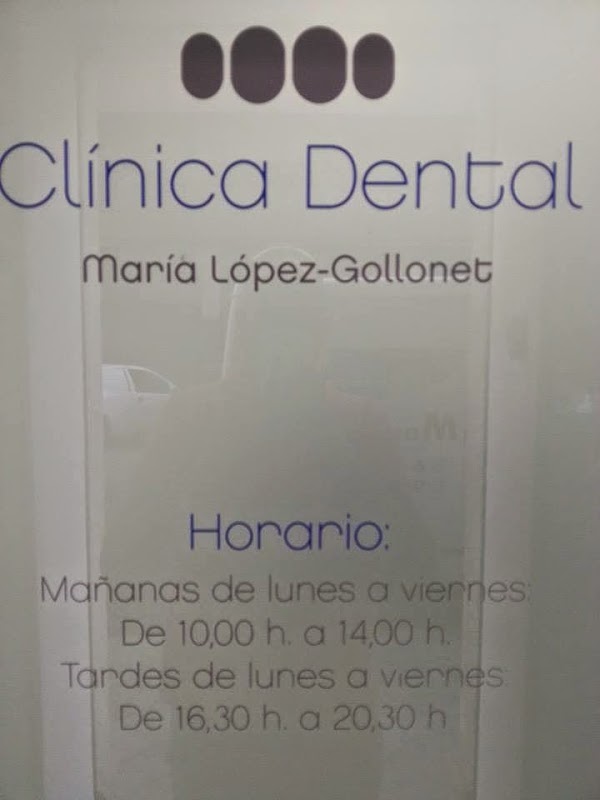 Clínica Dental
María López-Gollonet
Horario:
Mañanas de lunes a viernes:
De 10,00 h. a 14,00 h.
Tardes de lunes a viernes:
De 16,30 h. a 20,30 h